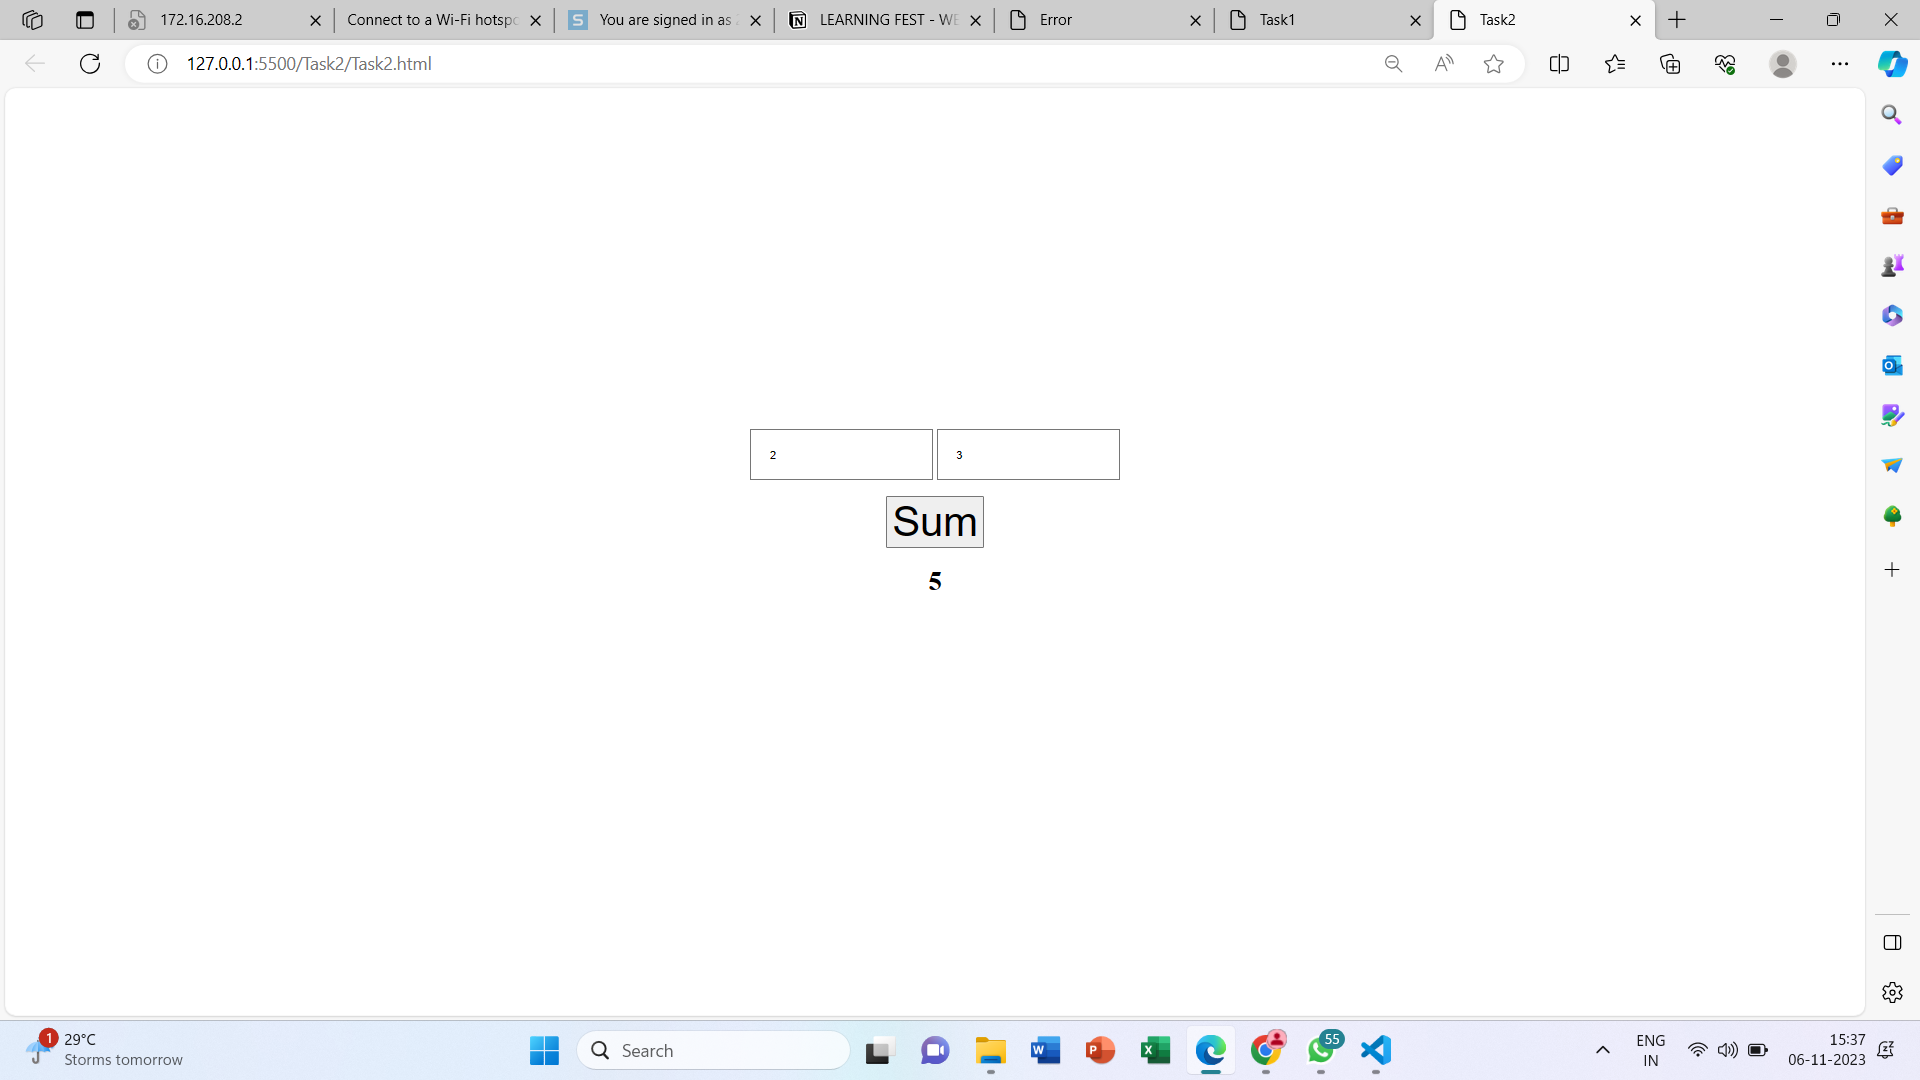 172.16.208.2
Connect to a Wi-Fi hotspo
You are signed in as
LEARNING FEST - WE
Error
Task1
Task2
127.0.0.1:5500/Task2/Task2.html
2
3
Sum
5
1
29°C
Storms tomorrow
Search
55
ENG
IN
15:37
06-11-2023